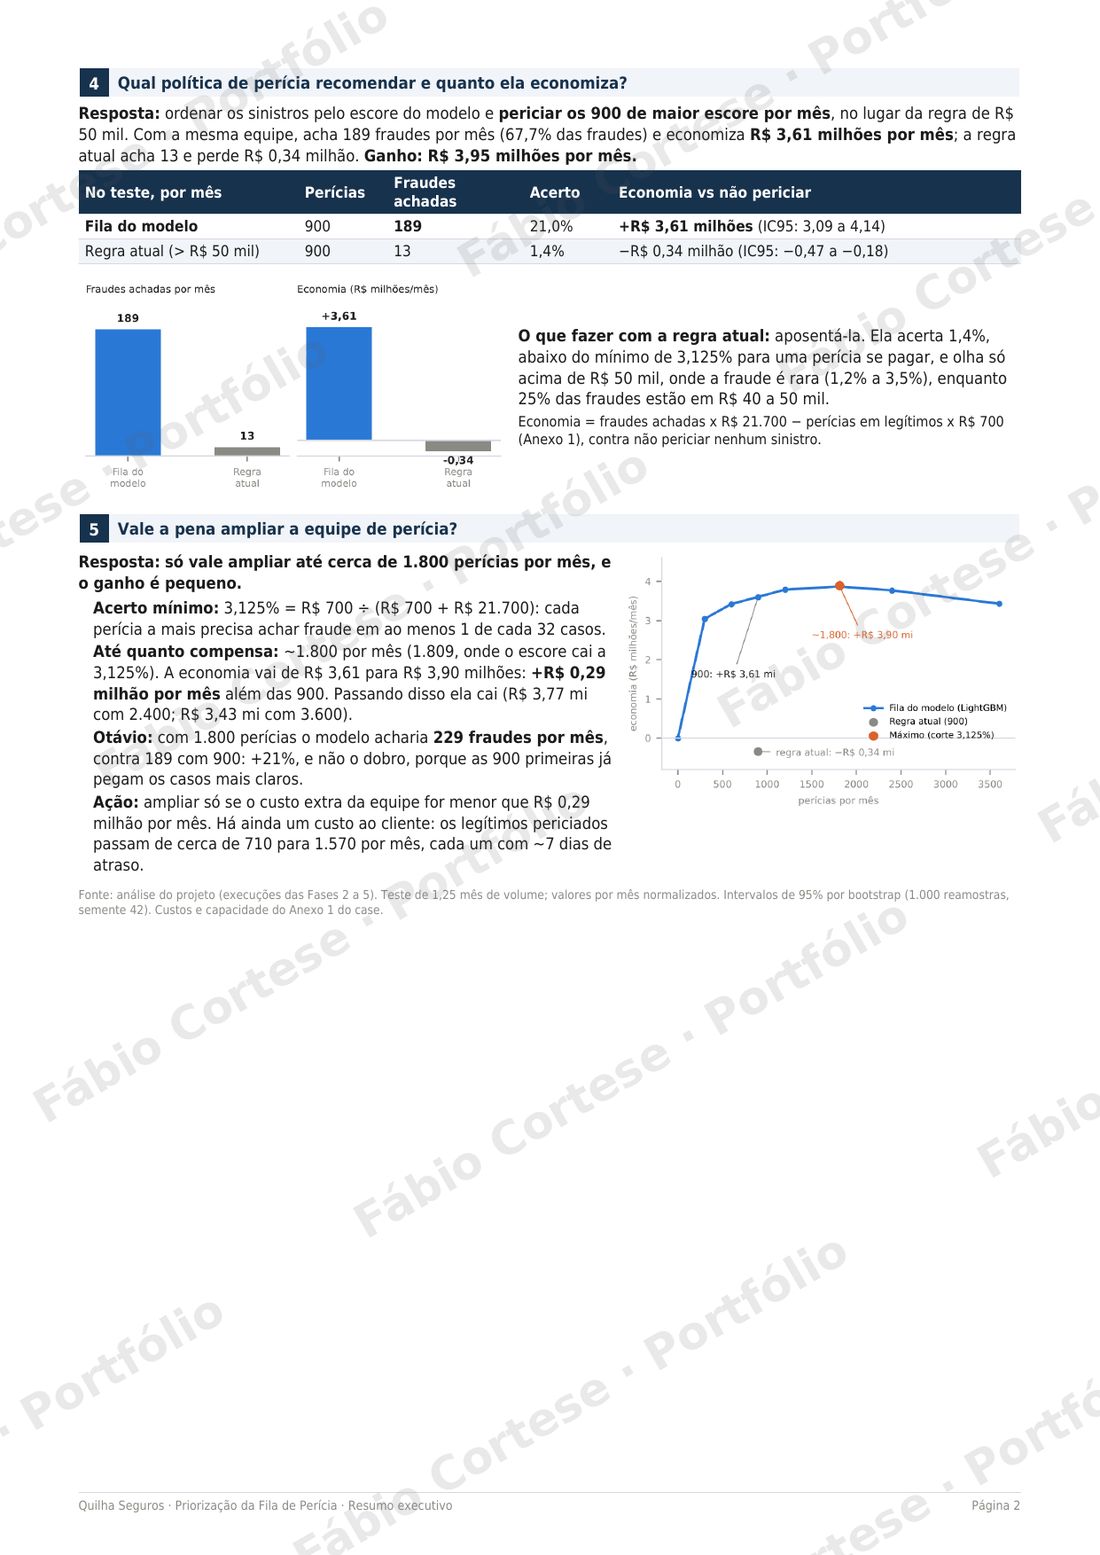 4 Qual política de perícia recomendar e quanto ela economiza?
Resposta: ordenar os sinistros pelo escore do modelo e periciar os 900 de maior escore por mês, no lugar da regra de R$
50 mil. Com a mesma equipe, acha 189 fraudes por mês (67,7% das fraudes) e economiza R$ 3,61 milhões por mês; a regra
atual acha 13 e perde R$ 0,34 milhão. Ganho: R$ 3,95 milhões por mês.
No teste, por mês Perícias Fraudes achadas Acerto Economia vs não periciar
Fila do modelo 900 189 21,0% +R$ 3,61 milhões (IC95: 3,09 a 4,14)
Regra atual (> R$ 50 mil) 900 13 1,4% −R$ 0,34 milhão (IC95: −0,47 a −0,18)
Fraudes achadas por mês
189
13
Fila do
modelo
Regra
atual
Economia (R$ milhões/mês)
+3,61
-0,34
Fila do
modelo
Regra
atual
O que fazer com a regra atual: aposentá-la. Ela acerta 1,4%,
abaixo do mínimo de 3,125% para uma perícia se pagar, e olha só
acima de R$ 50 mil, onde a fraude é rara (1,2% a 3,5%), enquanto
25% das fraudes estão em R$ 40 a 50 mil.
Economia = fraudes achadas x R$ 21.700 − perícias em legítimos x R$ 700
(Anexo 1), contra não periciar nenhum sinistro.
5 Vale a pena ampliar a equipe de perícia?
Resposta: só vale ampliar até cerca de 1.800 perícias por mês, e
o ganho é pequeno.
Acerto mínimo: 3,125% = R$ 700 ÷ (R$ 700 + R$ 21.700): cada
perícia a mais precisa achar fraude em ao menos 1 de cada 32 casos.
Até quanto compensa: ~1.800 por mês (1.809, onde o escore cai a
3,125%). A economia vai de R$ 3,61 para R$ 3,90 milhões: +R$ 0,29
milhão por mês além das 900. Passando disso ela cai (R$ 3,77 mi
com 2.400; R$ 3,43 mi com 3.600).
Otávio: com 1.800 perícias o modelo acharia 229 fraudes por mês,
contra 189 com 900: +21%, e não o dobro, porque as 900 primeiras já
pegam os casos mais claros.
Ação: ampliar só se o custo extra da equipe for menor que R$ 0,29
milhão por mês. Há ainda um custo ao cliente: os legítimos periciados
passam de cerca de 710 para 1.570 por mês, cada um com ~7 dias de
atraso.
economia (R$ milhões/mês)
4
3
2
1
0
~1.800: +R$ 3,90 mi
900: +R$ 3,61 mi
Fila do modelo (LightGBM)
Regra atual (900)
Máximo (corte 3,125%)
regra atual: −R$ 0,34 mi
0 500 1000 1500 2000 2500 3000 3500
perícias por mês
Fonte: análise do projeto (execuções das Fases 2 a 5). Teste de 1,25 mês de volume; valores por mês normalizados. Intervalos de 95% por bootstrap (1.000 reamostras,
semente 42). Custos e capacidade do Anexo 1 do case.
Fábio Cortese · Portfólio
Quilha Seguros · Priorização da Fila de Perícia · Resumo executivo
Página 2